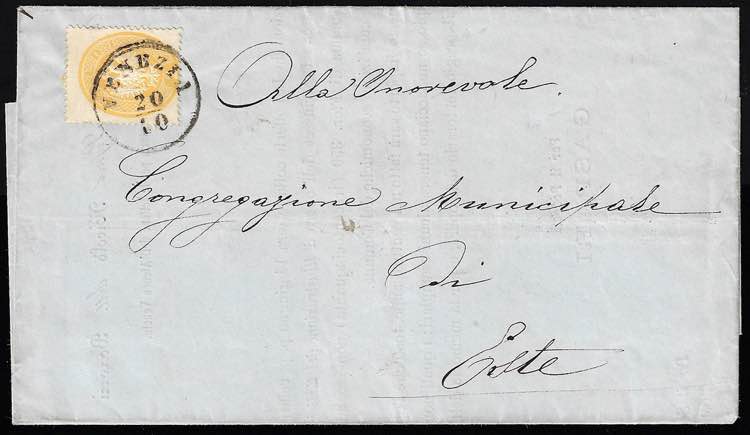 VENEZIA
20
10
Alla Onorevole
Congregazione Municipale
di
Este